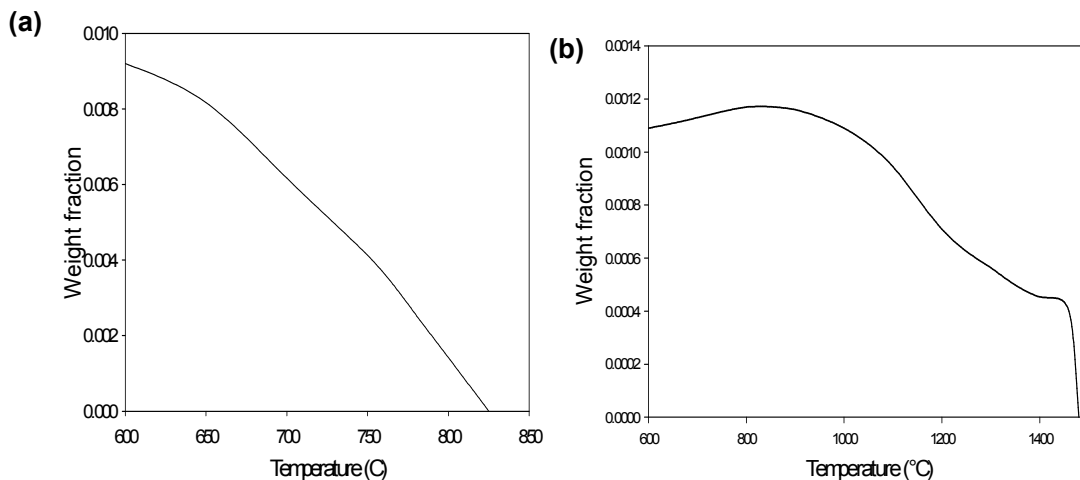 (a)
0.010
0.008
0.006
0.004
0.002
0.000
Weight fraction
600 650 700 750 800 850
Temperature (C)
(b)
0.0014
0.0012
0.0010
0.0008
0.0006
0.0004
0.0002
0.0000
Weight fraction
600 800 1000 1200 1400
Temperature (°C)